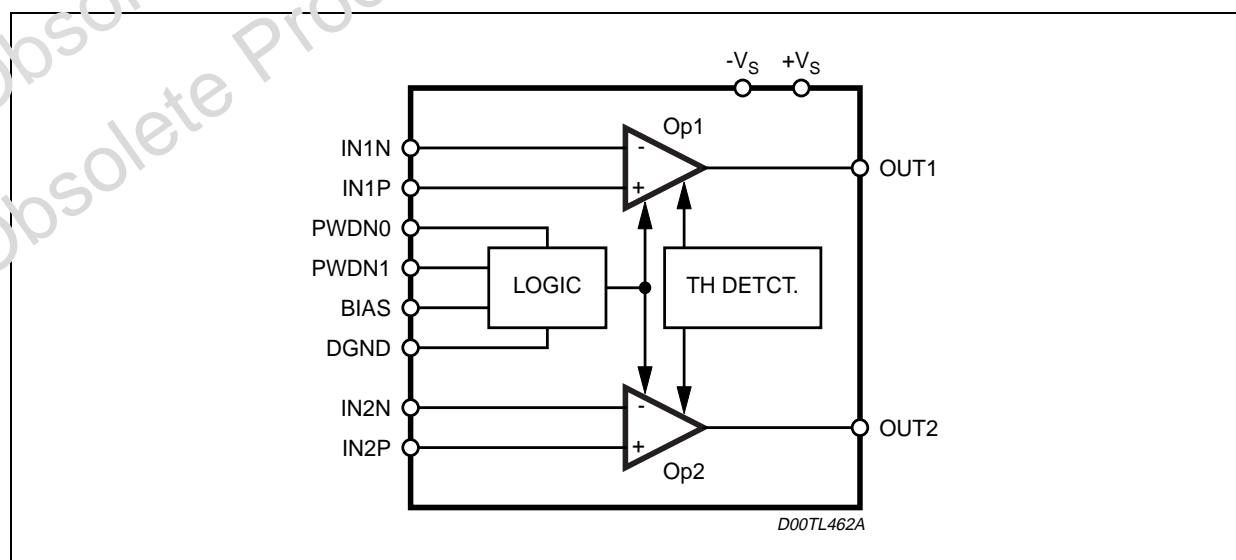 Obsolete Product
-VS +VS
Op1
IN1N
-
OUT1
IN1P
+
PWDN0
PWDN1
LOGIC
TH DETCT.
BIAS
DGND
IN2N
-
OUT2
IN2P
+
Op2
D00TL462A